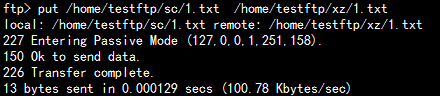 ftp> put /home/testftp/sc/1.txt  /home/testftp/xz/1.txt
local: /home/testftp/sc/1.txt remote: /home/testftp/xz/1.txt
227 Entering Passive Mode (127,0,0,1,251,158).
150 Ok to send data.
226 Transfer complete.
13 bytes sent in 0.000129 secs (100.78 Kbytes/sec)